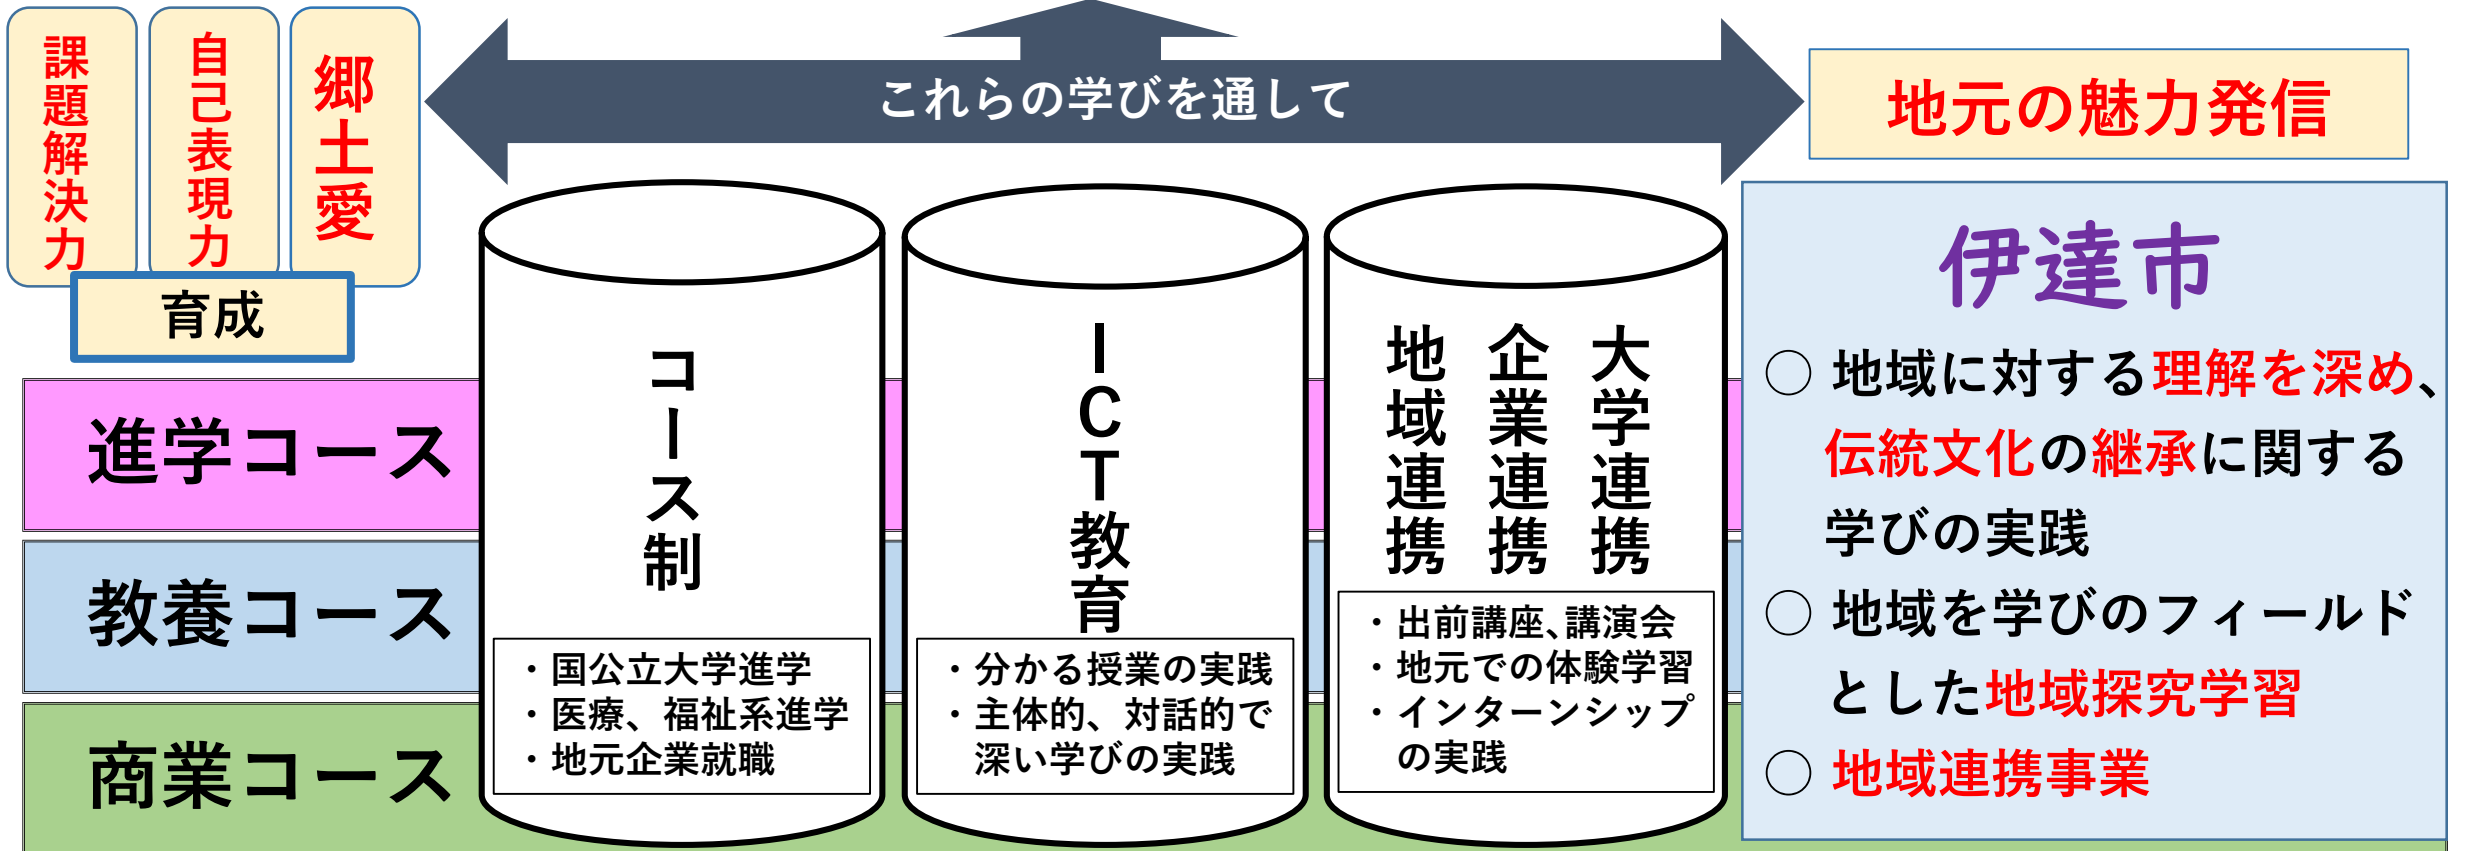 課題解決力
自己表現力
郷土愛
育成
これらの学びを通して
地元の魅力発信
進学コース
教養コース
商業コース
コース制
・国公立大学進学
・医療、福祉系進学
・地元企業就職
ICT教育
・分かる授業の実践
・主体的、対話的で
深い学びの実践
大学連携
企業連携
地域連携
・出前講座、講演会
・地元での体験学習
・インターンシップ
の実践
伊達市
○ 地域に対する理解を深め、
伝統文化の継承に関する
学びの実践
○ 地域を学びのフィールド
とした地域探究学習
○ 地域連携事業